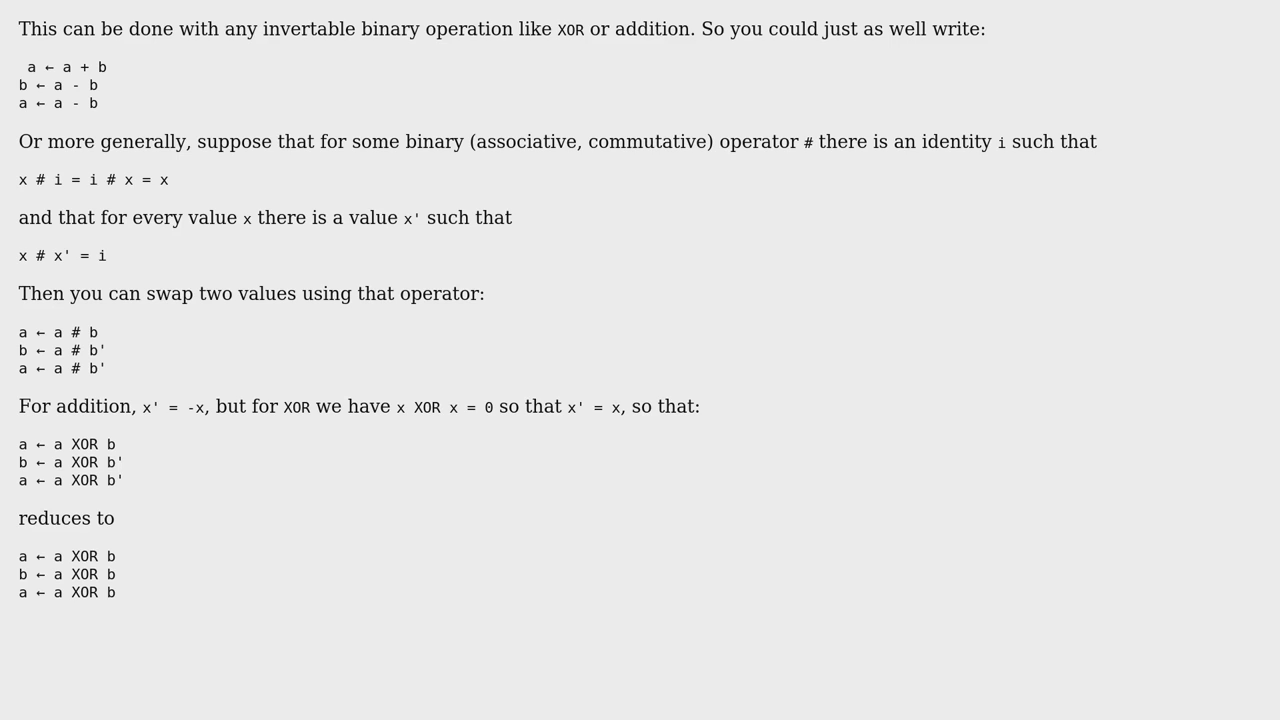 This can be done with any invertable binary operation like XOR or addition. So you could just as well write:
a ← a + b
b ← a - b
a ← a - b
Or more generally, suppose that for some binary (associative, commutative) operator # there is an identity i such that
x # i = i # x = x
and that for every value x there is a value x' such that
x # x' = i
Then you can swap two values using that operator:
a ← a # b
b ← a # b'
a ← a # b'
For addition, x' = -x, but for XOR we have x XOR x = 0 so that x' = x, so that:
a ← a XOR b
b ← a XOR b'
a ← a XOR b'
reduces to
a ← a XOR b
b ← a XOR b
a ← a XOR b